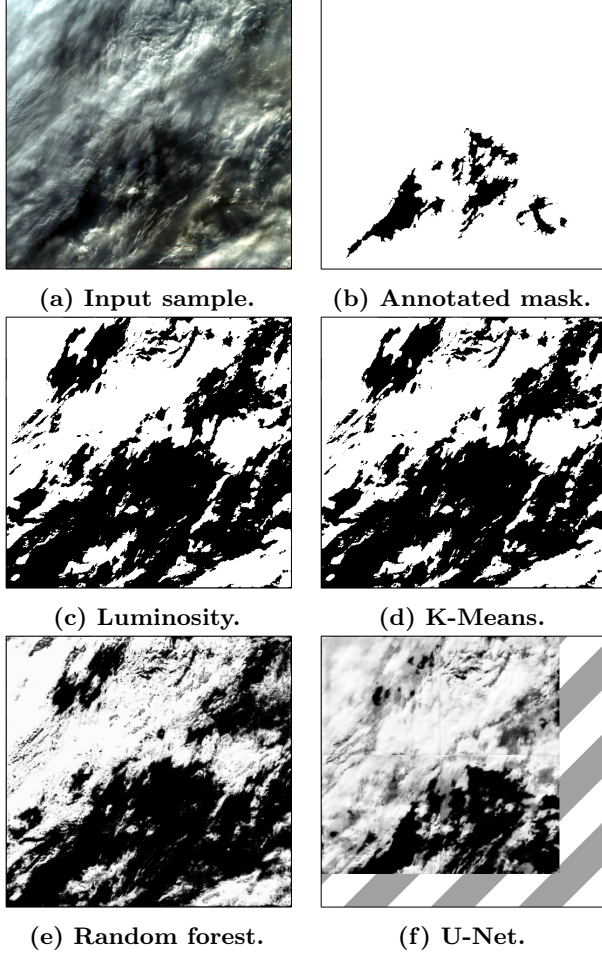 (a) Input sample.
(b) Annotated mask.
(c) Luminosity.
(d) K-Means.
(e) Random forest.
(f) U-Net.